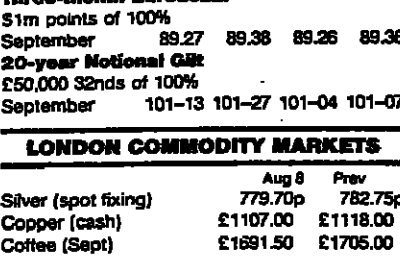 $1m points of 100%
September 89.27 89.38 89.26 89.36
20-year Notional Gilt
£50,000 32nds of 100%
September 101–13 101–27 101–04 101–07
LONDON COMMODITY MARKETS
Aug 8 Prev
Silver (spot fixing) 779.70p 782.75p
Copper (cash) £1107.00 £1118.00
Coffee (Sept) £1691.50 £1705.00